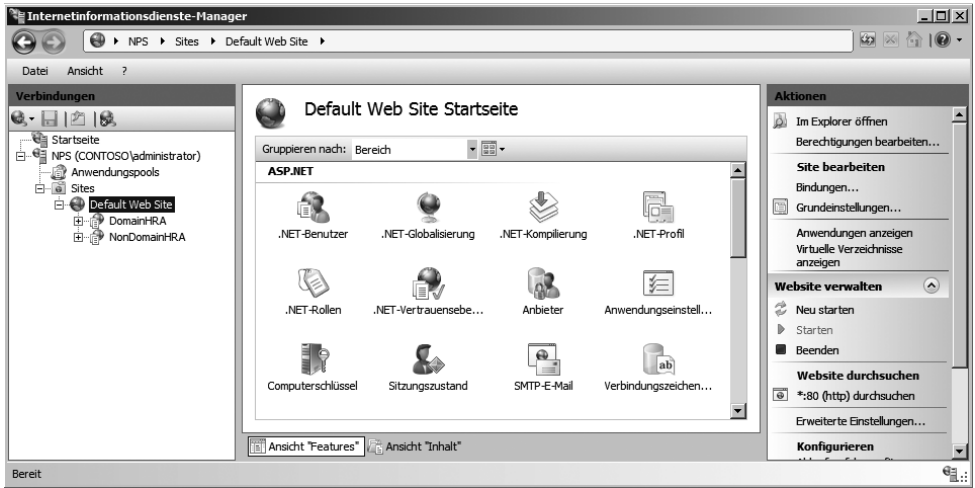 Internetinformationsdienste-Manager
NPS Sites Default Web Site
Datei Ansicht ?
Verbindungen
Startseite
NPS (CONTOSO\administrator)
Anwendungspools
Sites
Default Web Site
DomainHRA
NonDomainHRA
Default Web Site Startseite
Gruppieren nach: Bereich
ASP.NET
.NET-Benutzer .NET-Globalisierung .NET-Kompilierung .NET-Profil
.NET-Rollen .NET-Vertrauensebe... Anbieter Anwendungseinstell...
Computerschlüssel Sitzungszustand SMTP-E-Mail Verbindungszeichen...
Ansicht "Features" Ansicht "Inhalt"
Aktionen
Im Explorer öffnen
Berechtigungen bearbeiten...
Site bearbeiten
Bindungen...
Grundeinstellungen...
Anwendungen anzeigen
Virtuelle Verzeichnisse
anzeigen
Website verwalten
Neu starten
Starten
Beenden
Website durchsuchen
*:80 (http) durchsuchen
Erweiterte Einstellungen...
Konfigurieren
Bereit